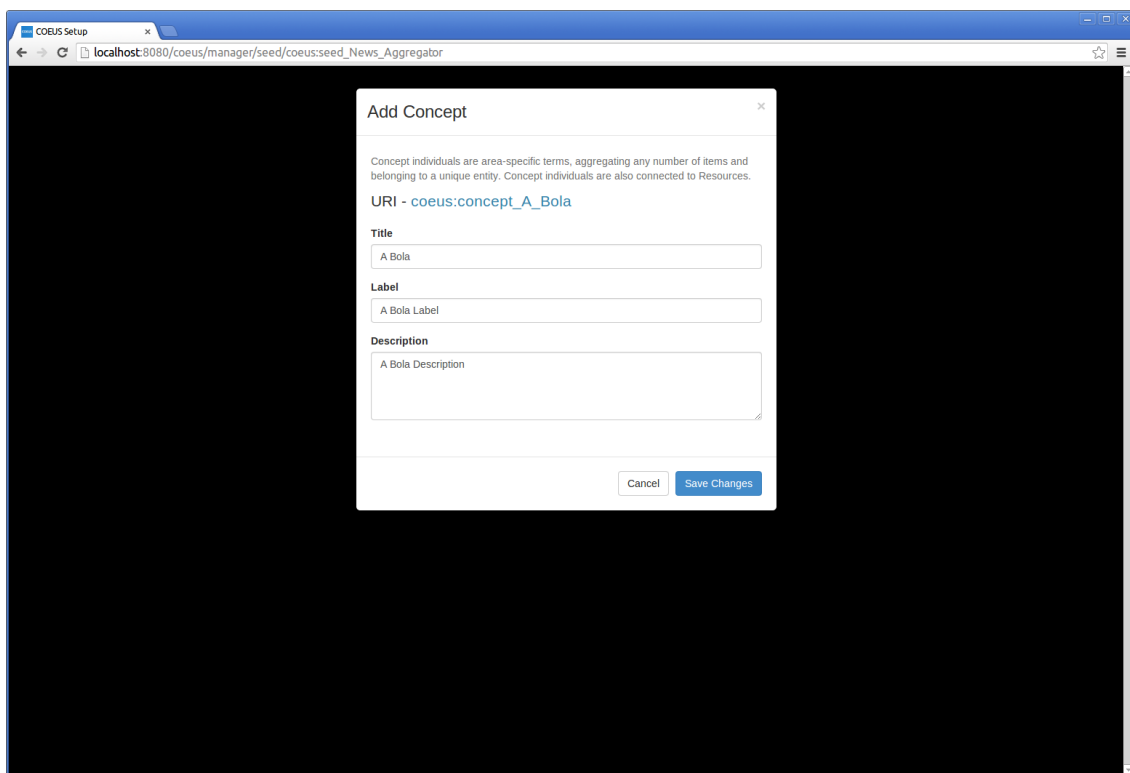 COEUS Setup
localhost:8080/coeus/manager/seed/coeus:seed_News_Aggregator
Add Concept
Concept individuals are area-specific terms, aggregating any number of items and
belonging to a unique entity. Concept individuals are also connected to Resources.
URI - coeus:concept_A_Bola
Title
A Bola
Label
A Bola Label
Description
A Bola Description
Cancel Save Changes